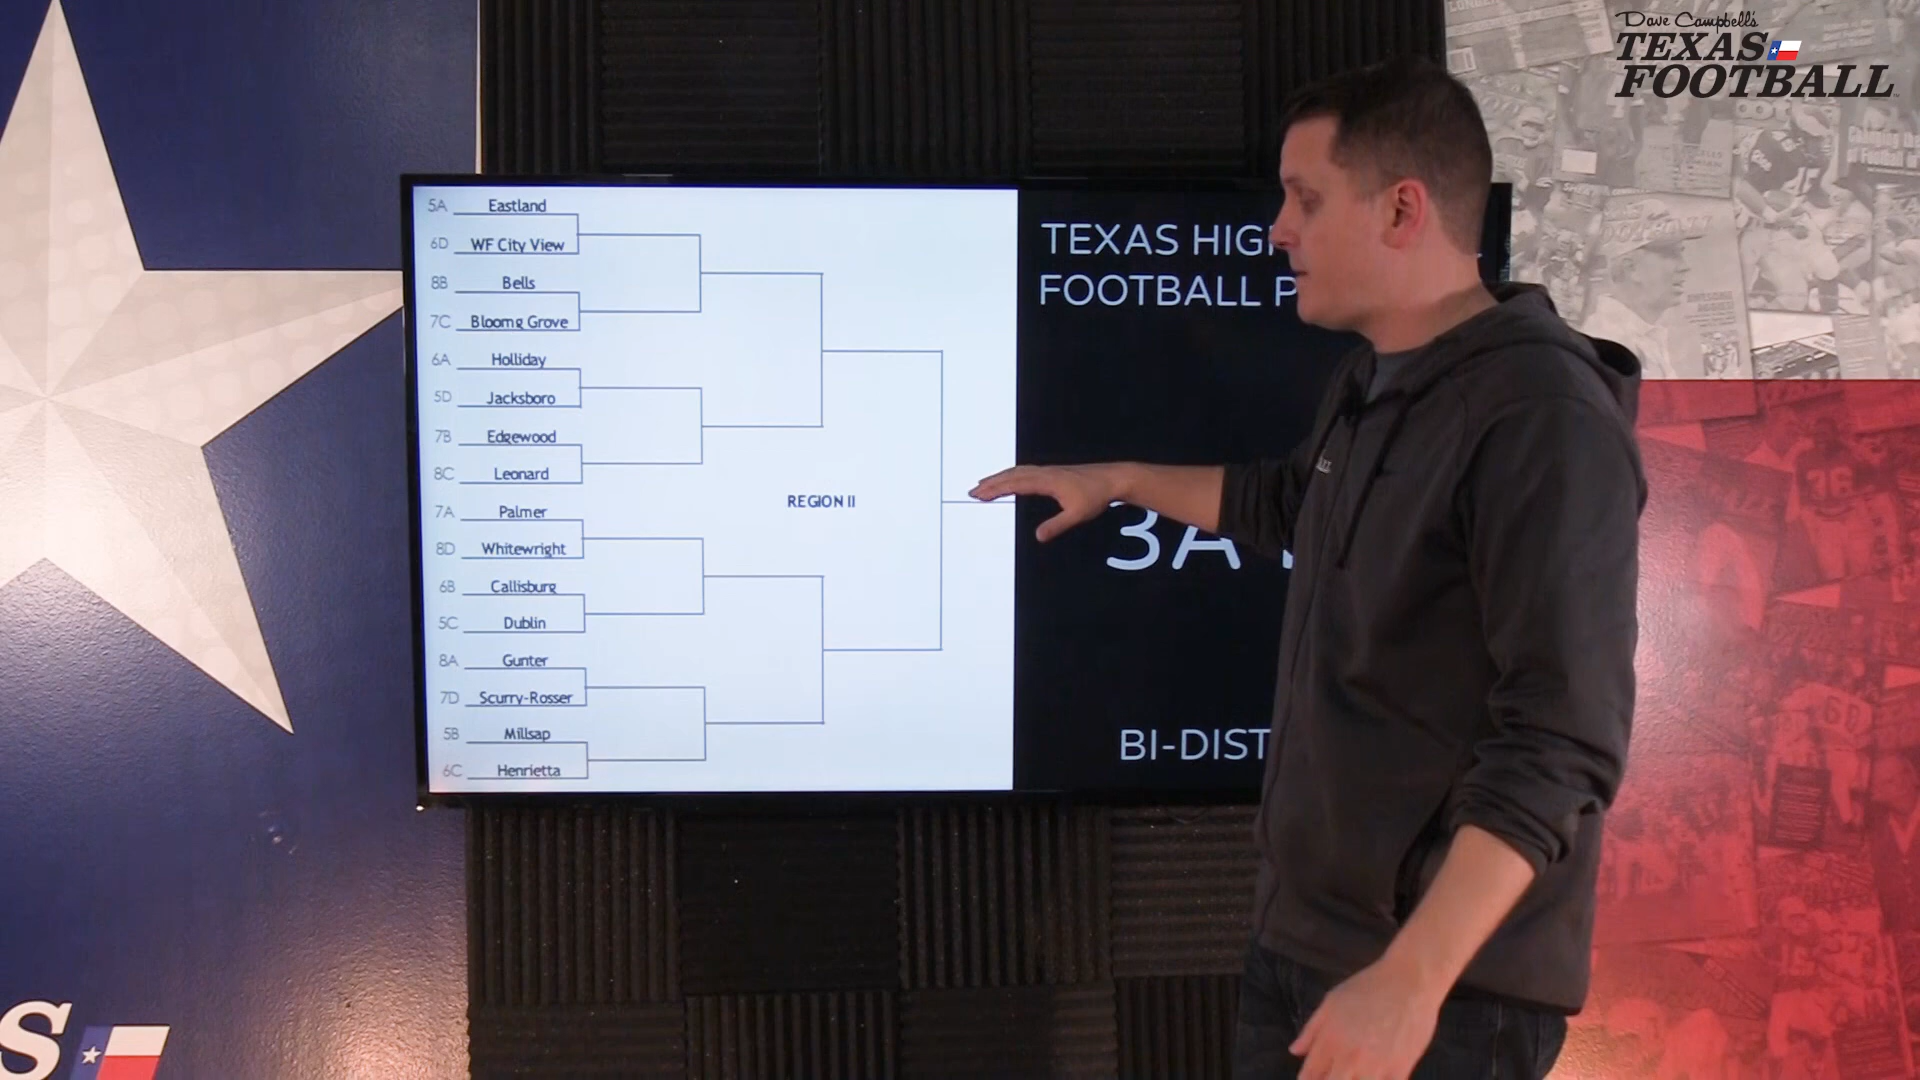 Dave Campbell's
TEXAS
FOOTBALL
5A Eastland
6D WF City View
8B Bells
7C Bloomg Grove
6A Holliday
5D Jacksboro
7B Edgewood
8C Leonard
7A Palmer
8D Whitewright
6B Callisburg
5C Dublin
8A Gunter
7D Scurry-Rosser
5B Millsap
6C Henrietta
REGION II
TEXAS HIG
FOOTBALL P
3A
BI-DIST
S